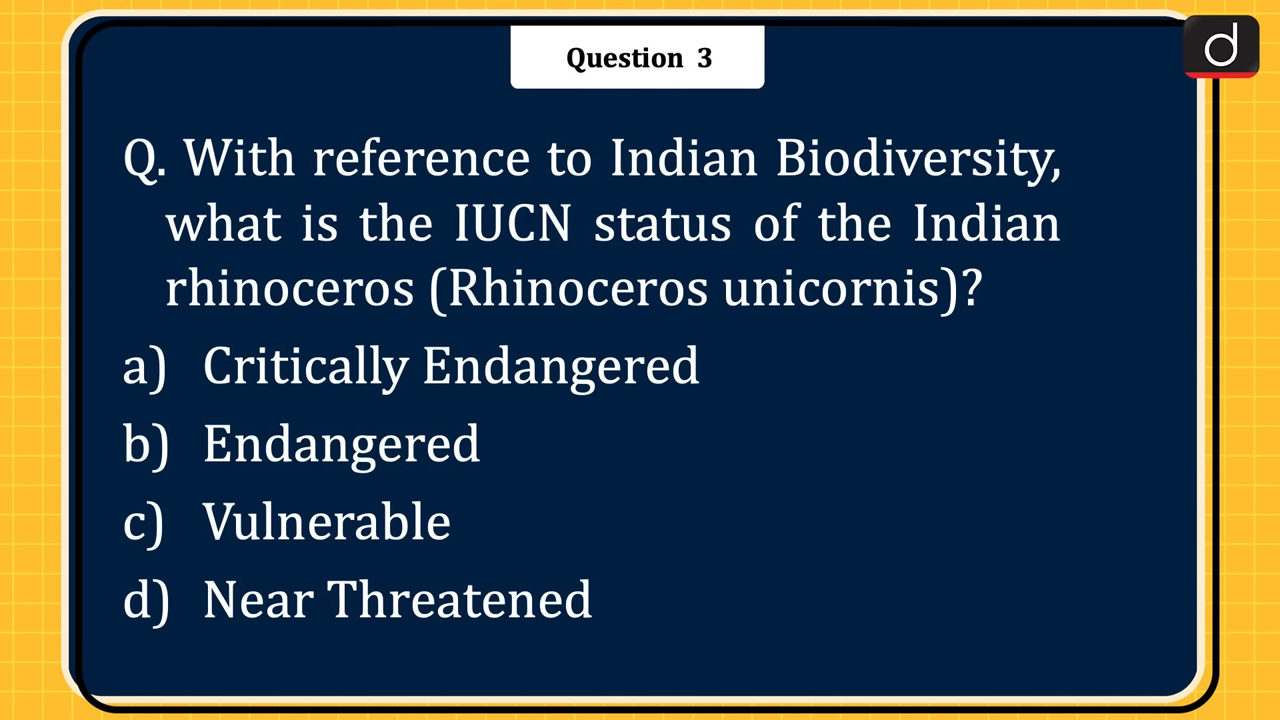 Question 3
d
Q. With reference to Indian Biodiversity,
what is the IUCN status of the Indian
rhinoceros (Rhinoceros unicornis)?
a) Critically Endangered
b) Endangered
c) Vulnerable
d) Near Threatened